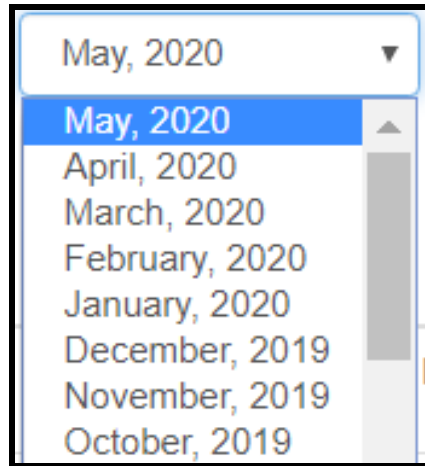 May, 2020
May, 2020
April, 2020
March, 2020
February, 2020
January, 2020
December, 2019
November, 2019
October, 2019